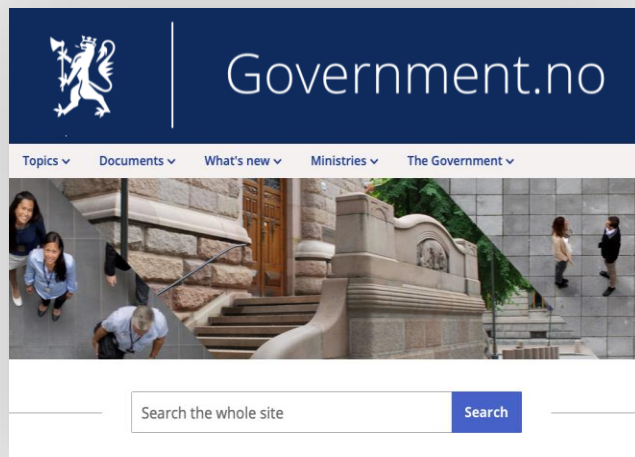 Government.no
Topics Documents What's new Ministries The Government
Search the whole site Search